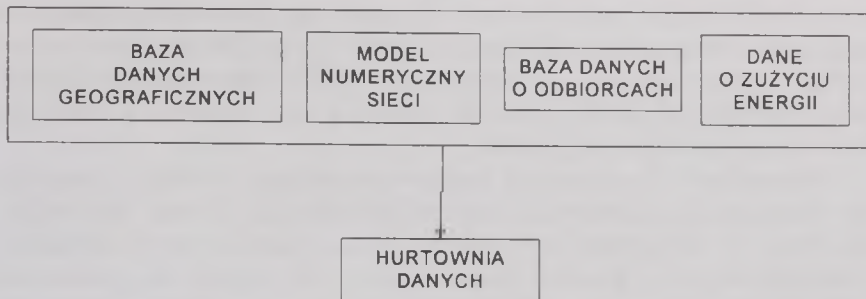 BAZA
DANYCH
GEOGRAFICZNYCH
MODEL
NUMERYCZNY
SIECI
BAZA DANYCH
O ODBIORCACH
DANE
O ZUŻYCIU
ENERGII
HURTOWNIA
DANYCH